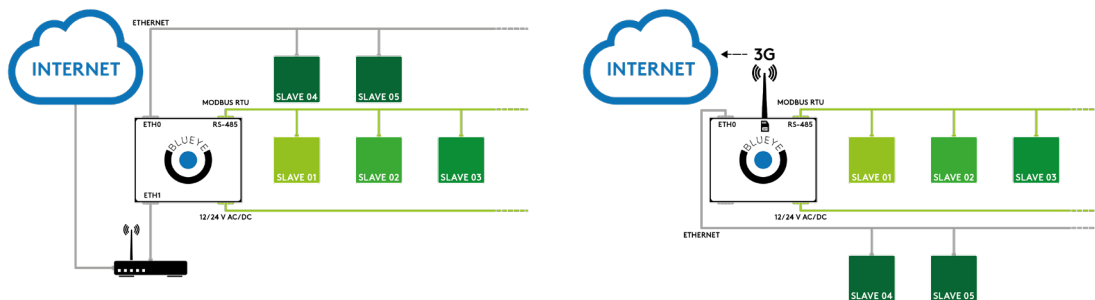 ETHERNET
INTERNET
SLAVE 04
SLAVE 05
MODBUS RTU
ETH0
RS-485
BLUEYE
SLAVE 01
SLAVE 02
SLAVE 03
ETH1
12/24 V AC/DC
3G
INTERNET
MODBUS RTU
ETH0
RS-485
BLUEYE
SLAVE 01
SLAVE 02
SLAVE 03
12/24 V AC/DC
ETHERNET
SLAVE 04
SLAVE 05